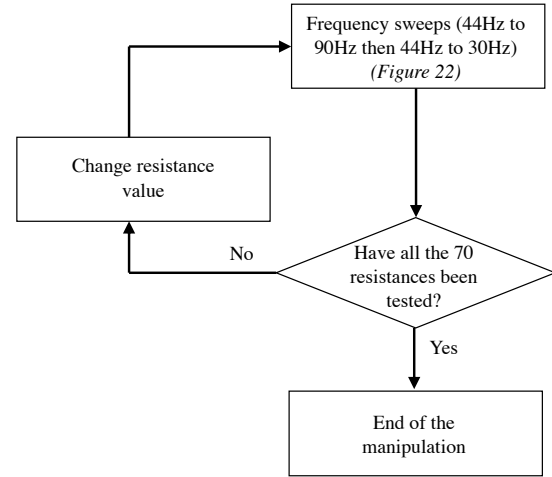 Frequency sweeps (44Hz to
90Hz then 44Hz to 30Hz)
(Figure 22)
Change resistance
value
No
Have all the 70
resistances been
tested?
Yes
End of the
manipulation